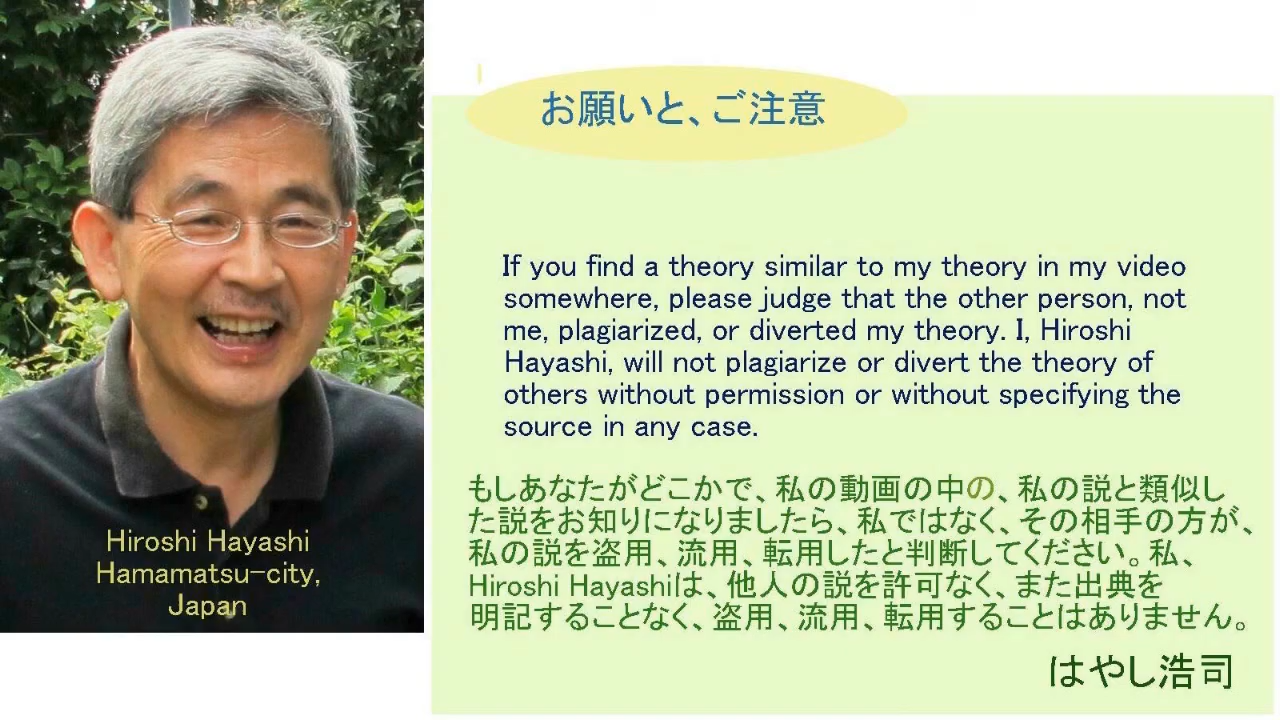 お願いと、ご注意
If you find a theory similar to my theory in my video
somewhere, please judge that the other person, not
me, plagiarized, or diverted my theory. I, Hiroshi
Hayashi, will not plagiarize or divert the theory of
others without permission or without specifying the
source in any case.
もしあなたがどこかで、私の動画の中の、私の説と類似し
た説をお知りになりましたら、私ではなく、その相手の方が、
私の説を盗用、流用、転用したと判断してください。私、
Hiroshi Hayashiは、他人の説を許可なく、また出典を
明記することなく、盗用、流用、転用することはありません。
はやし浩司
Hiroshi Hayashi
Hamamatsu-city,
Japan